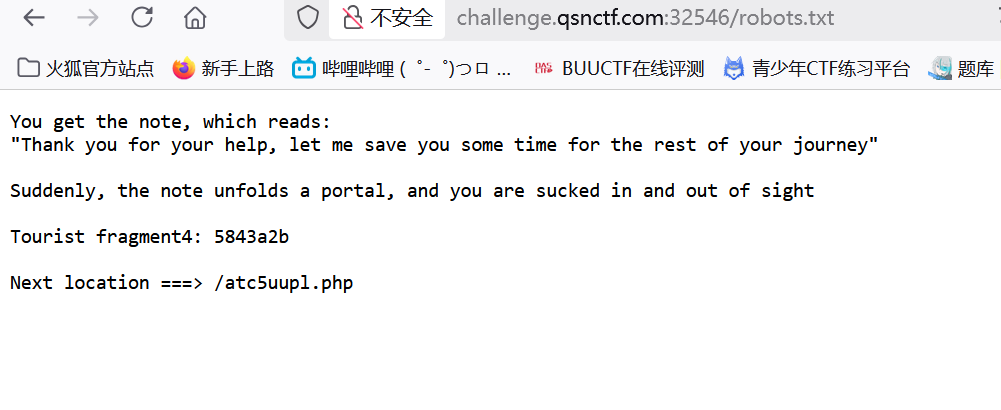 不安全 challenge.qsnctf.com:32546/robots.txt
火狐官方站点 新手上路 哔哩哔哩 ( ゜- ゜)つロ ... BUUCTF在线评测 青少年CTF练习平台 题库
You get the note, which reads:
"Thank you for your help, let me save you some time for the rest of your journey"
Suddenly, the note unfolds a portal, and you are sucked in and out of sight
Tourist fragment4: 5843a2b
Next location ===> /atc5uupl.php